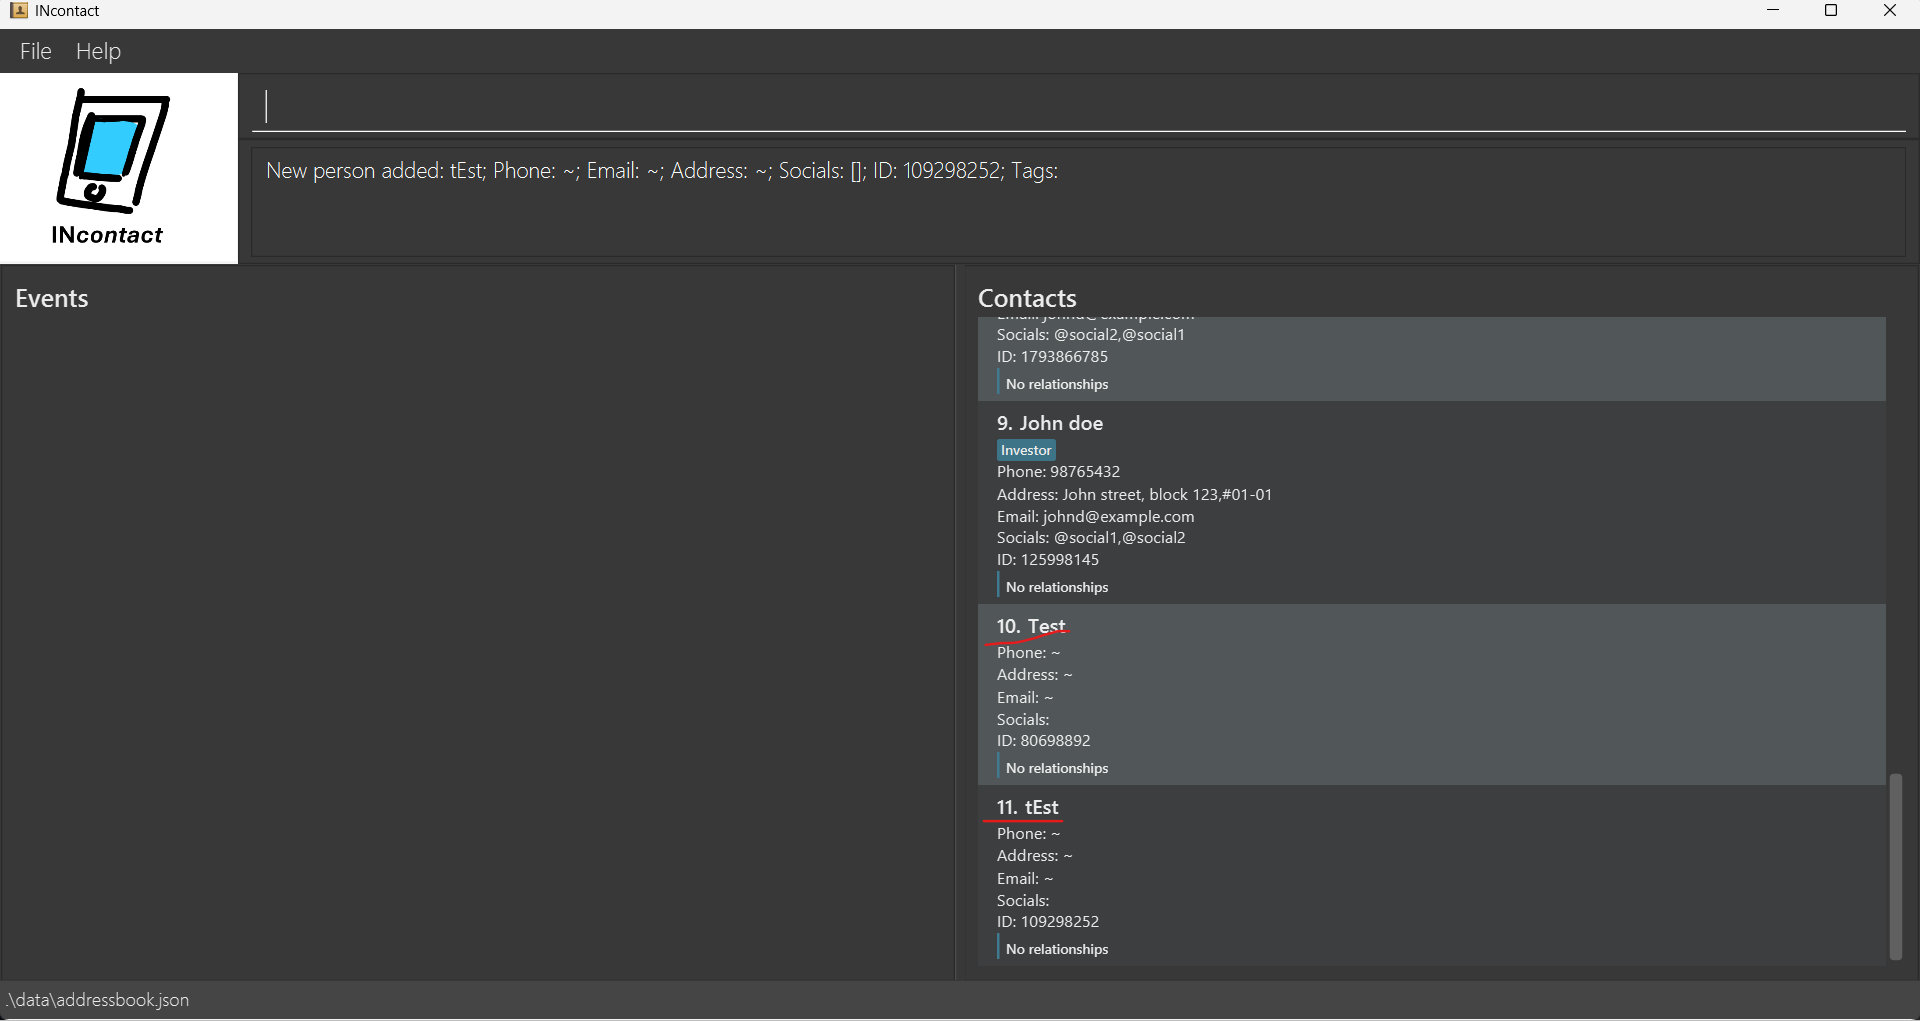 INcontact
File Help
INcontact
New person added: tEst; Phone: ~; Email: ~; Address: ~; Socials: []; ID: 109298252; Tags:
Events
Contacts
Socials: @social2,@social1
ID: 1793866785
No relationships
9. John doe
Investor
Phone: 98765432
Address: John street, block 123,#01-01
Email: johnd@example.com
Socials: @social1,@social2
ID: 125998145
No relationships
10. Test
Phone: ~
Address: ~
Email: ~
Socials:
ID: 80698892
No relationships
11. tEst
Phone: ~
Address: ~
Email: ~
Socials:
ID: 109298252
No relationships
.\data\addressbook.json